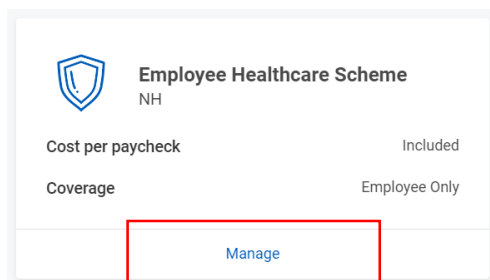 Employee Healthcare Scheme
NH
Cost per paycheck Included
Coverage Employee Only
Manage